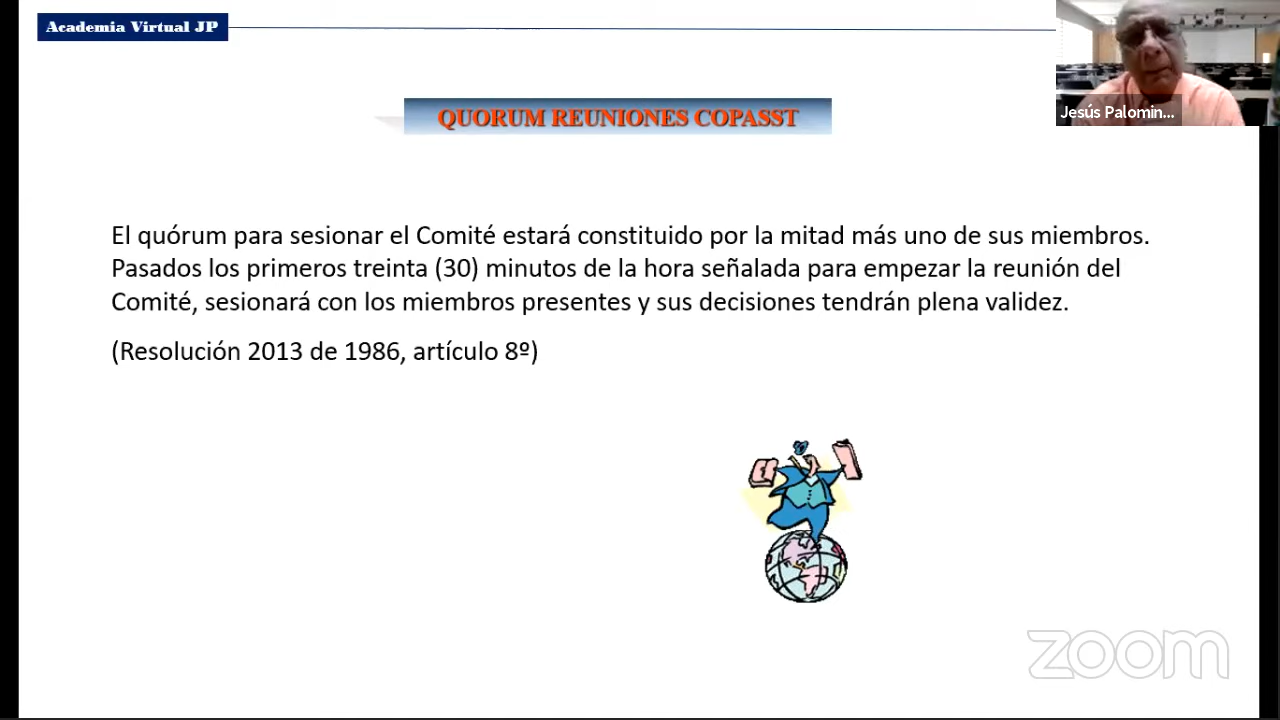 Academia Virtual JP
Jesús Palomin...
QUORUM REUNIONES COPASST
El quórum para sesionar el Comité estará constituido por la mitad más uno de sus miembros.
Pasados los primeros treinta (30) minutos de la hora señalada para empezar la reunión del
Comité, sesionará con los miembros presentes y sus decisiones tendrán plena validez.
(Resolución 2013 de 1986, artículo 8º)
zoom